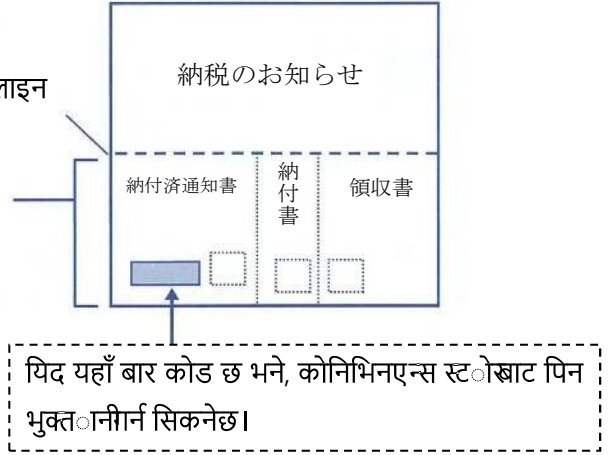 लाइन
納税のお知らせ
納付済通知書
納付書
領収書
यिद यहाँ बार कोड छ भने, कोनिभिनएन्स स्ट◌ोरबाट पिन
भुक्त◌ानीगर्न सिकनेछ।